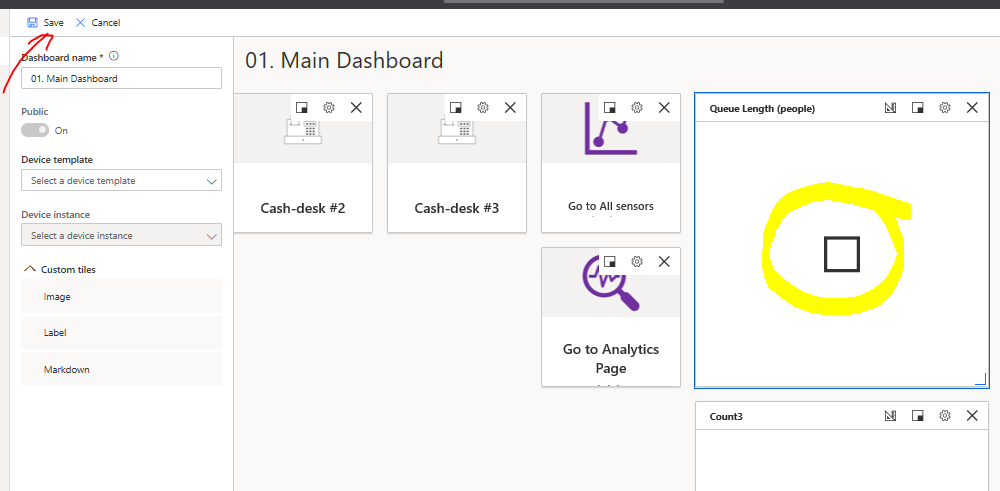 Save Cancel
Dashboard name *
01. Main Dashboard
Public
On
Device template
Select a device template
Device instance
Select a device instance
Custom tiles
Image
Label
Markdown
01. Main Dashboard
Cash-desk #2
Cash-desk #3
Go to All sensors
Go to Analytics
Page
Queue Length (people)
Count3